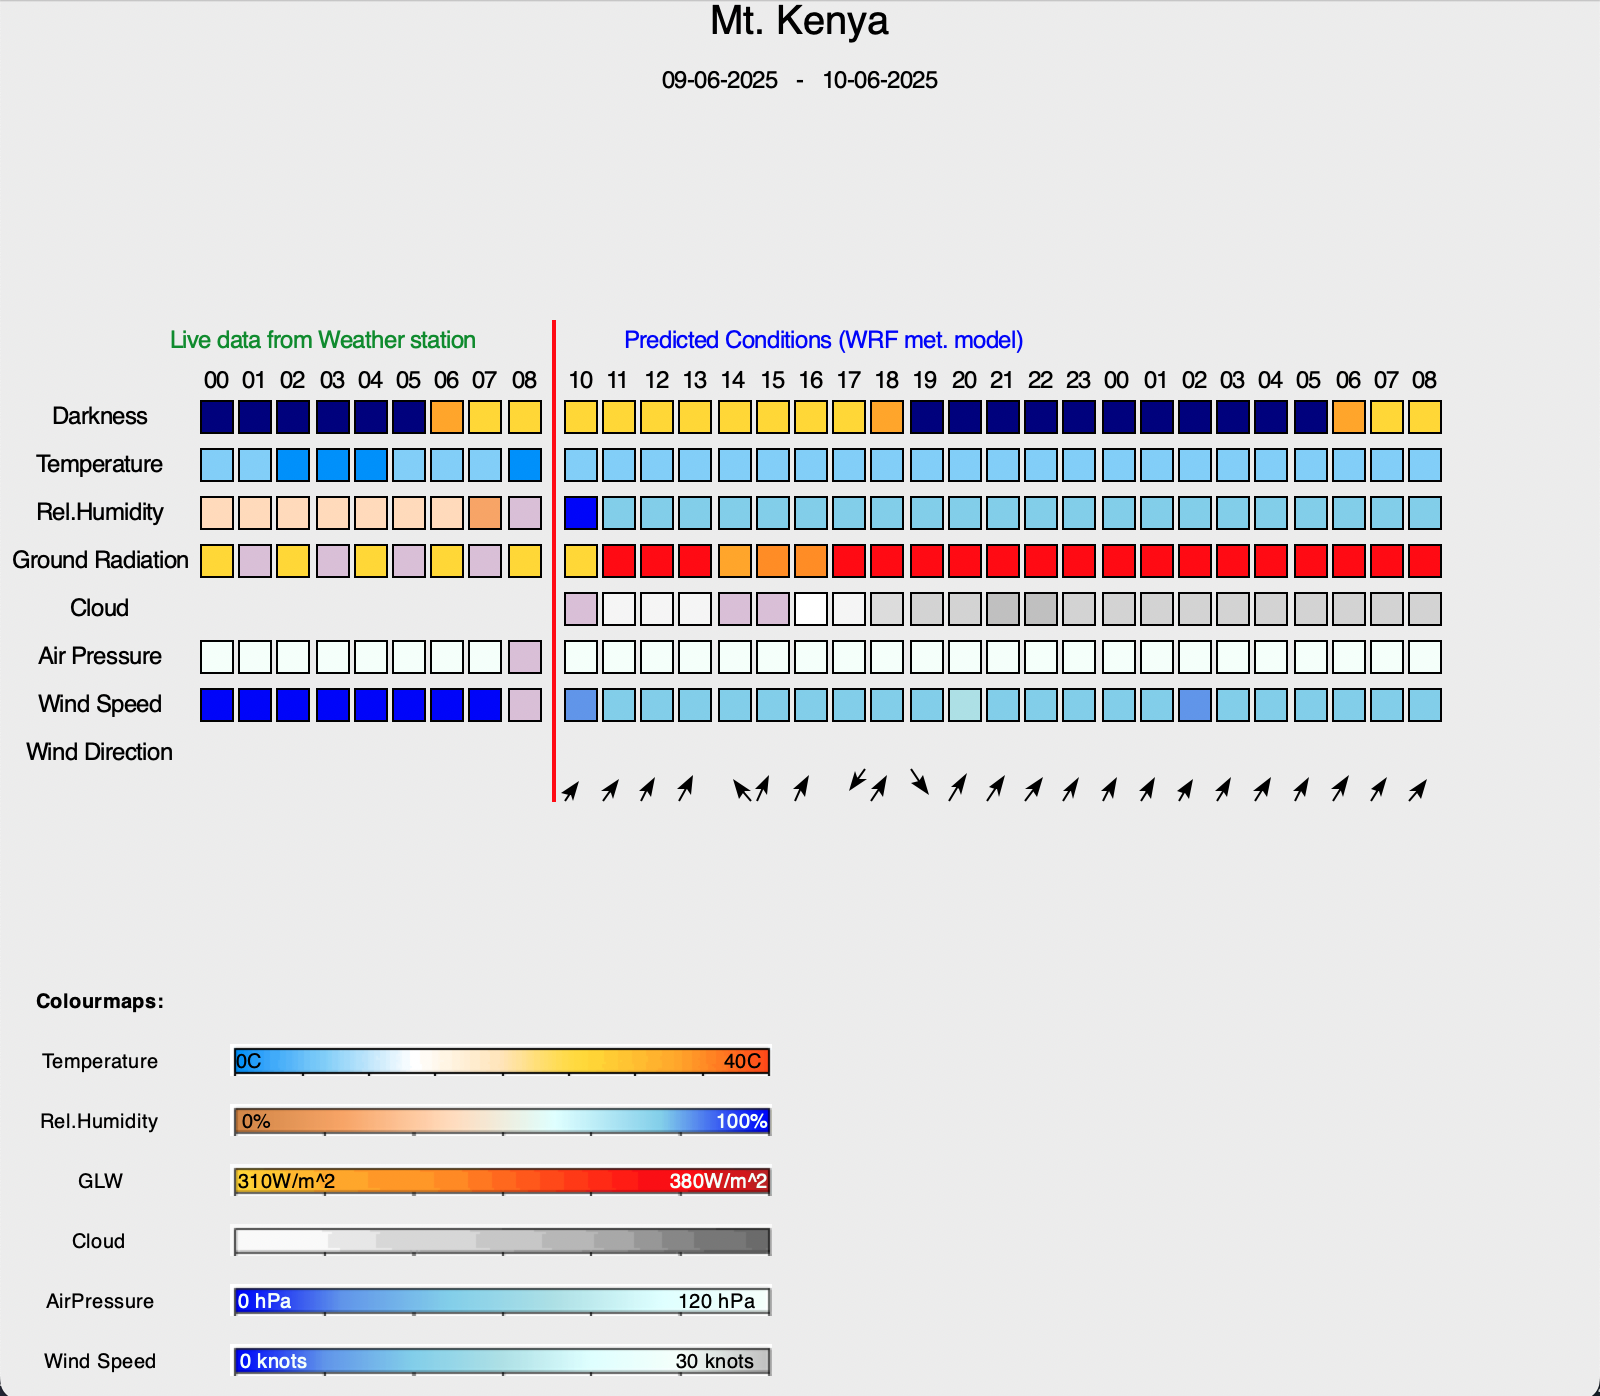 Mt. Kenya
09-06-2025 - 10-06-2025
Live data from Weather station
Predicted Conditions (WRF met. model)
00 01 02 03 04 05 06 07 08 10 11 12 13 14 15 16 17 18 19 20 21 22 23 00 01 02 03 04 05 06 07 08
Darkness
Temperature
Rel.Humidity
Ground Radiation
Cloud
Air Pressure
Wind Speed
Wind Direction
Colourmaps:
Temperature 0C 40C
Rel.Humidity 0% 100%
GLW 310W/m^2 380W/m^2
Cloud
AirPressure 0 hPa 120 hPa
Wind Speed 0 knots 30 knots